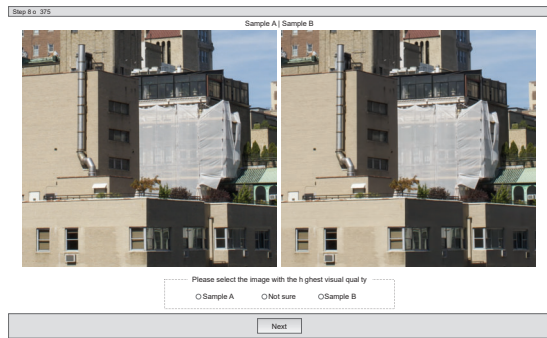 Step 8 o 375
Sample A | Sample B
Please select the image with the h ghest visual qual ty
Sample A Not sure Sample B
Next